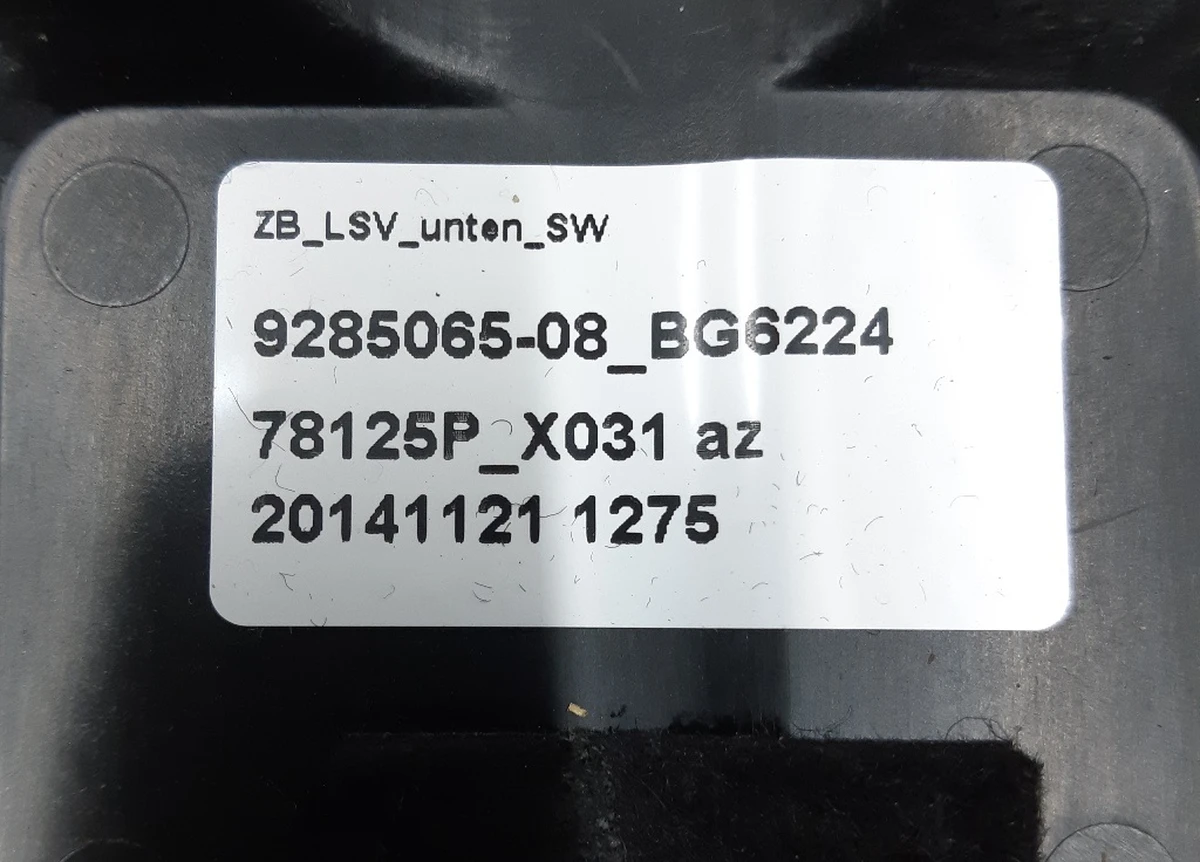 ZB_LSV_unten_SW
9285065-08_BG6224
78125P_X031 az
20141121 1275